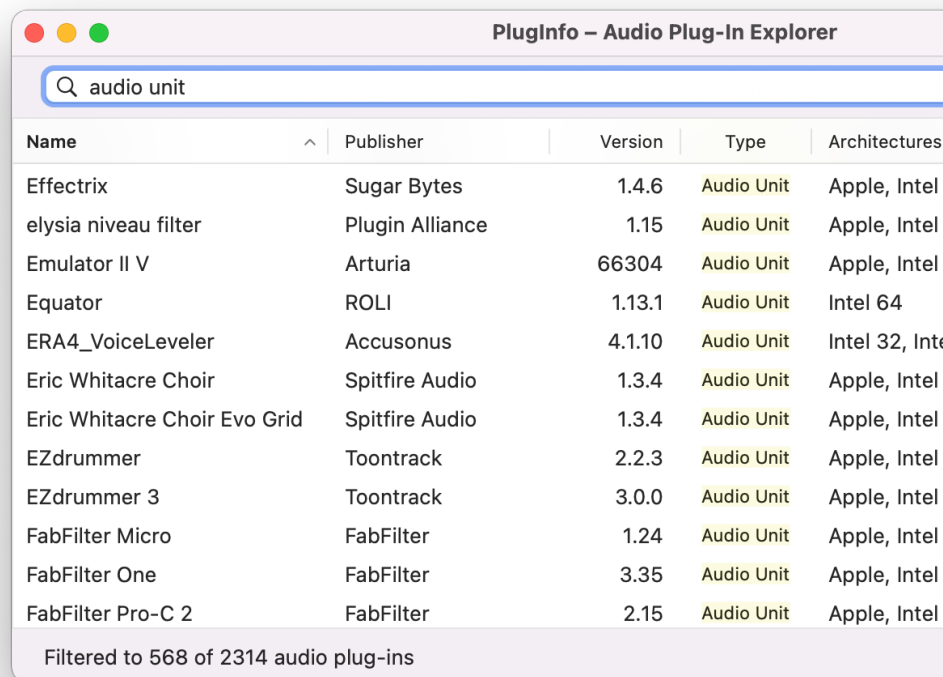 PlugInfo – Audio Plug-In Explorer
audio unit
Name Publisher Version Type Architectures
Effectrix Sugar Bytes 1.4.6 Audio Unit Apple, Intel
elysia niveau filter Plugin Alliance 1.15 Audio Unit Apple, Intel
Emulator II V Arturia 66304 Audio Unit Apple, Intel
Equator ROLI 1.13.1 Audio Unit Intel 64
ERA4_VoiceLeveler Accusonus 4.1.10 Audio Unit Intel 32, Inte
Eric Whitacre Choir Spitfire Audio 1.3.4 Audio Unit Apple, Intel
Eric Whitacre Choir Evo Grid Spitfire Audio 1.3.4 Audio Unit Apple, Intel
EZdrummer Toontrack 2.2.3 Audio Unit Apple, Intel
EZdrummer 3 Toontrack 3.0.0 Audio Unit Apple, Intel
FabFilter Micro FabFilter 1.24 Audio Unit Apple, Intel
FabFilter One FabFilter 3.35 Audio Unit Apple, Intel
FabFilter Pro-C 2 FabFilter 2.15 Audio Unit Apple, Intel
Filtered to 568 of 2314 audio plug-ins